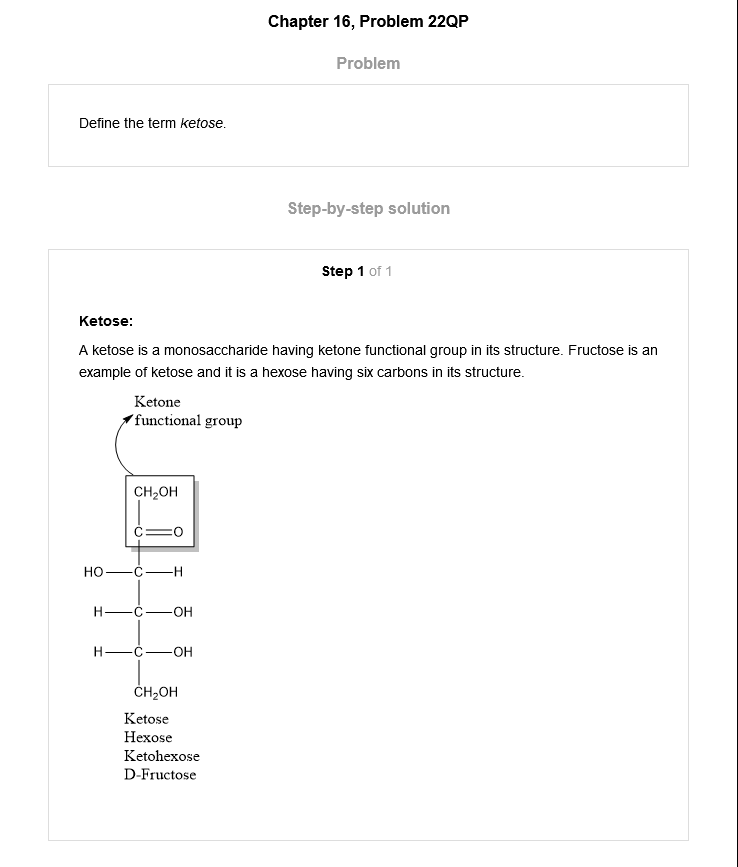 Chapter 16, Problem 22QP
Problem
Define the term ketose.
Step-by-step solution
Step 1 of 1
Ketose:
A ketose is a monosaccharide having ketone functional group in its structure. Fructose is an
example of ketose and it is a hexose having six carbons in its structure.
Ketone
functional group
CH₂OH
C=O
HO—C—H
H—C—OH
H—C—OH
CH₂OH
Ketose
Hexose
Ketohexose
D-Fructose